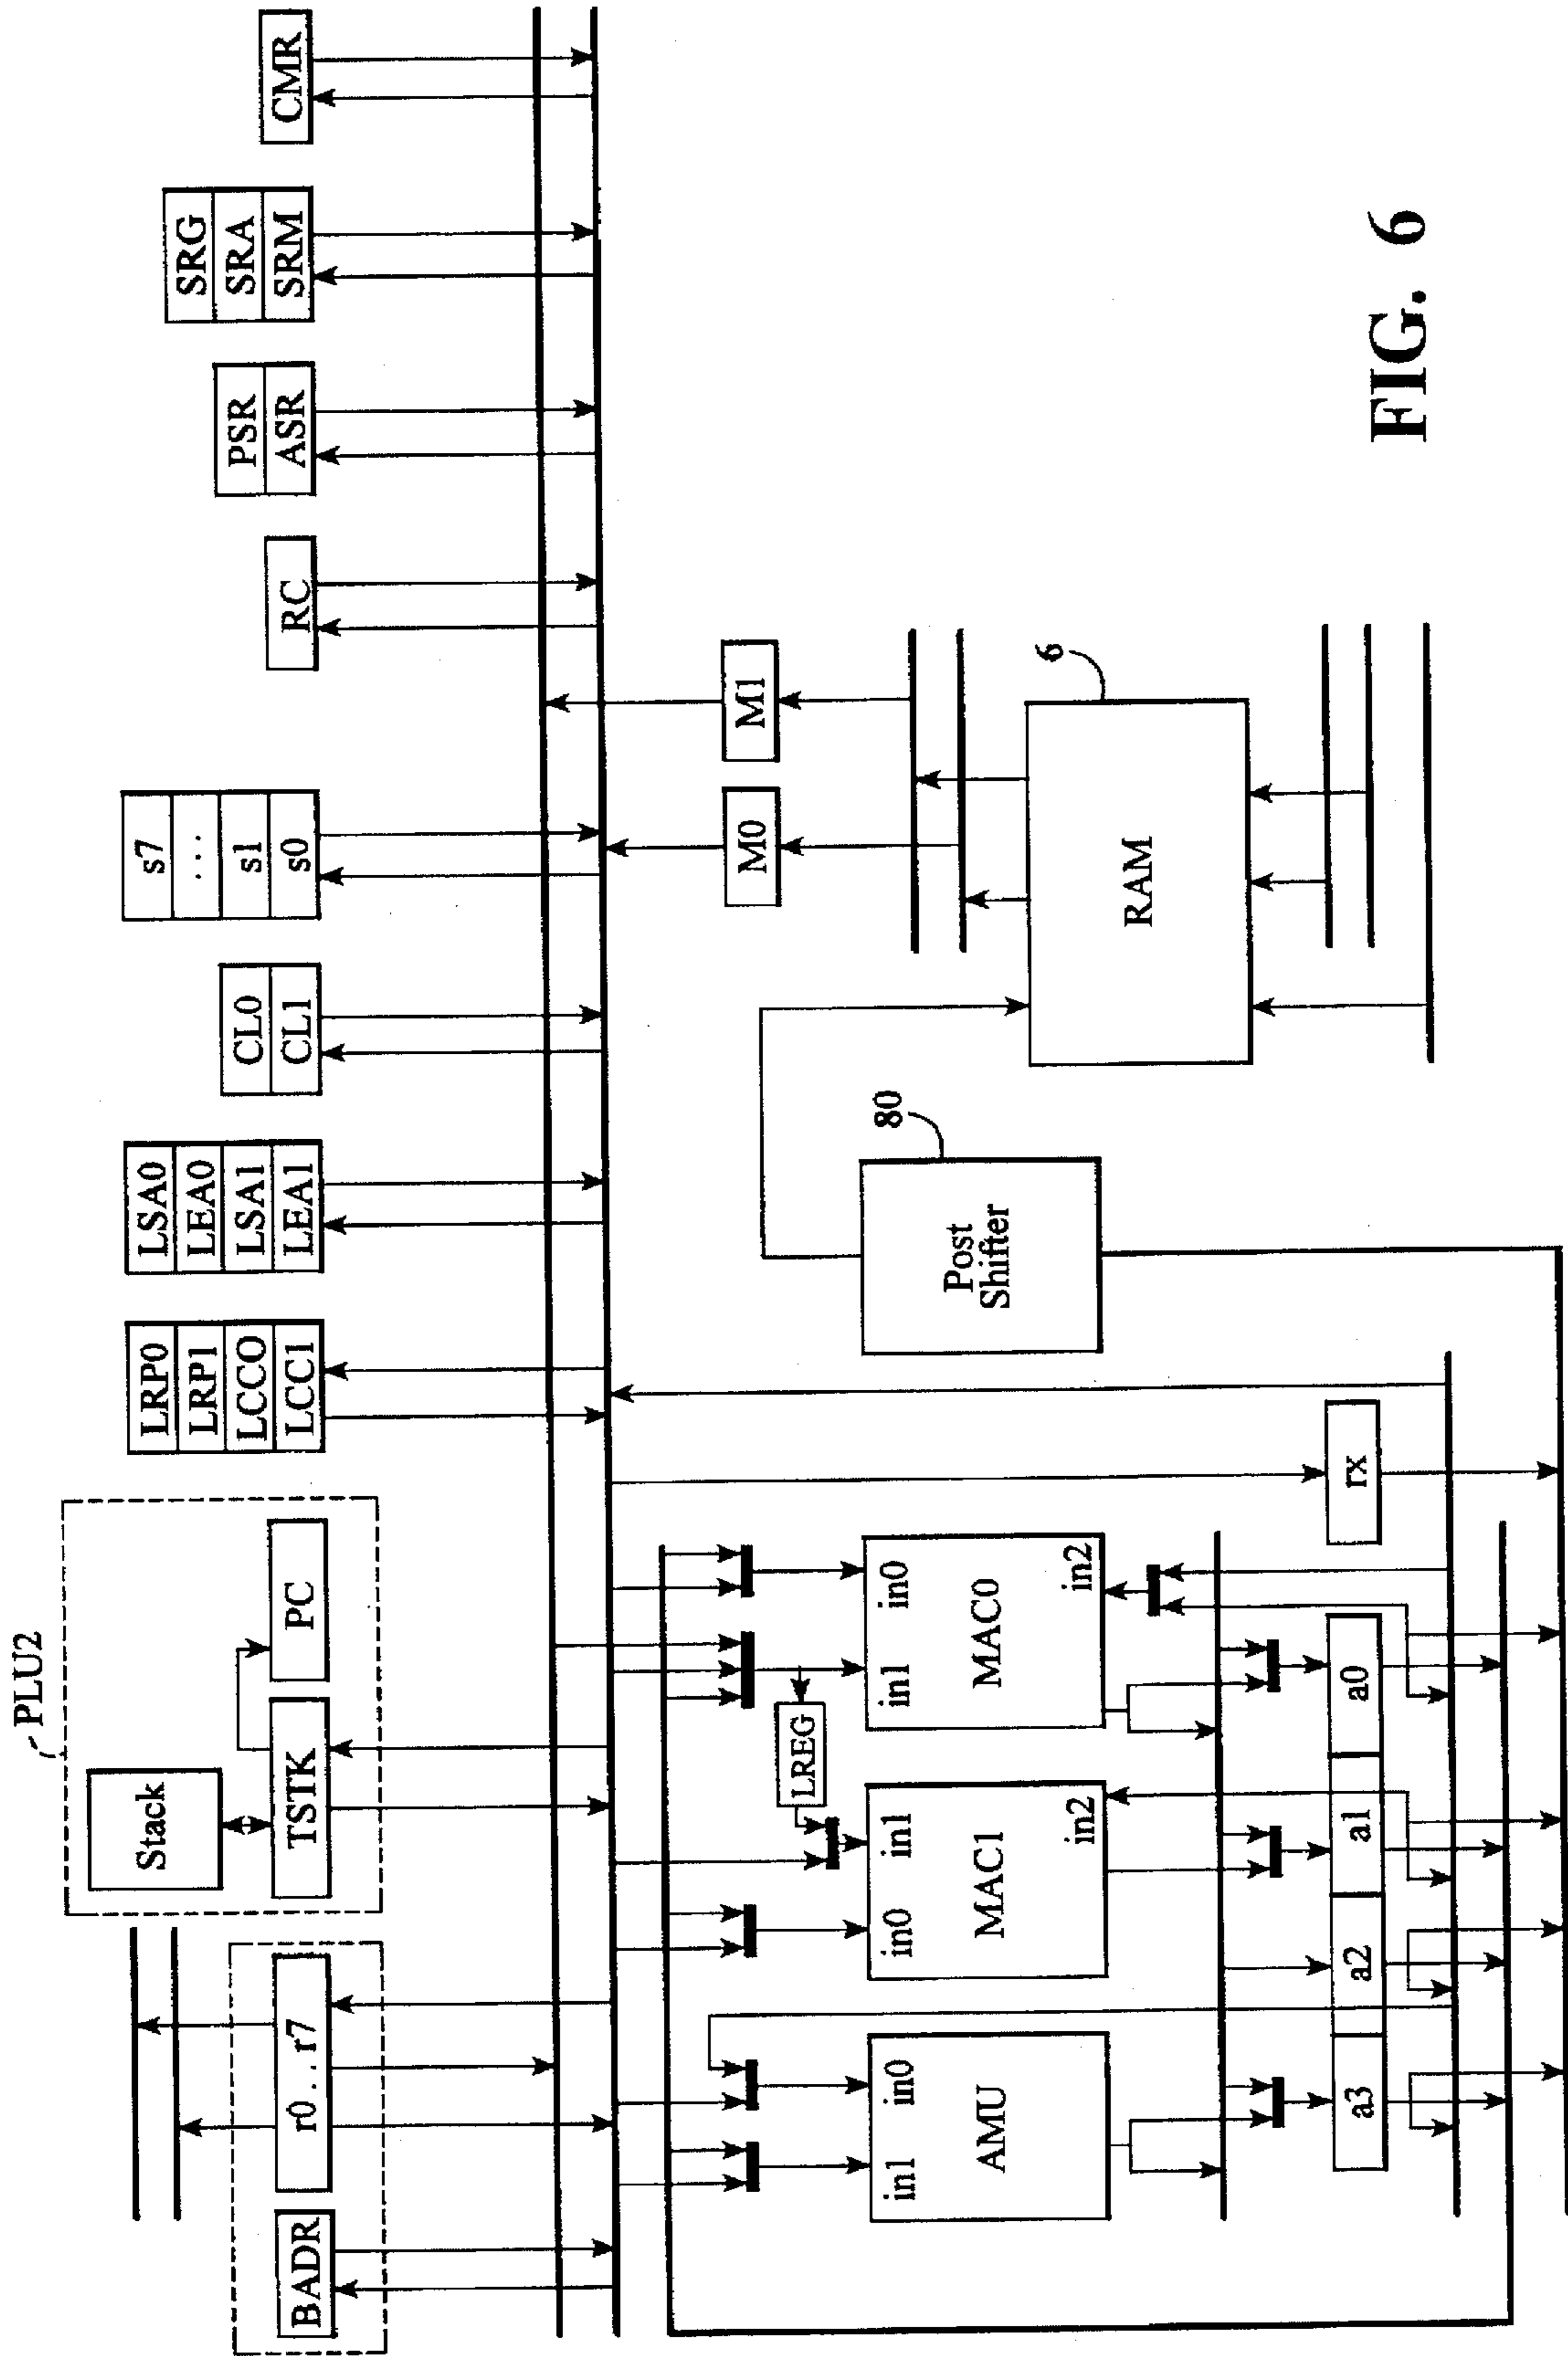 PLU2
Stack
TSTK
PC
BADR
r0 . . r7
LRP0
LRP1
LCCO
LCC1
LSA0
LEA0
LSA1
LEA1
CL0
CL1
s7
. . .
s1
s0
RC
PSR
ASR
SRG
SRA
SRM
CMR
M0
M1
in1
in0
AMU
in0
in1
MAC1
in2
LREG
in1
in0
MAC0
in2
a3
a2
a1
a0
rx
80
Post
Shifter
6
RAM
FIG. 6